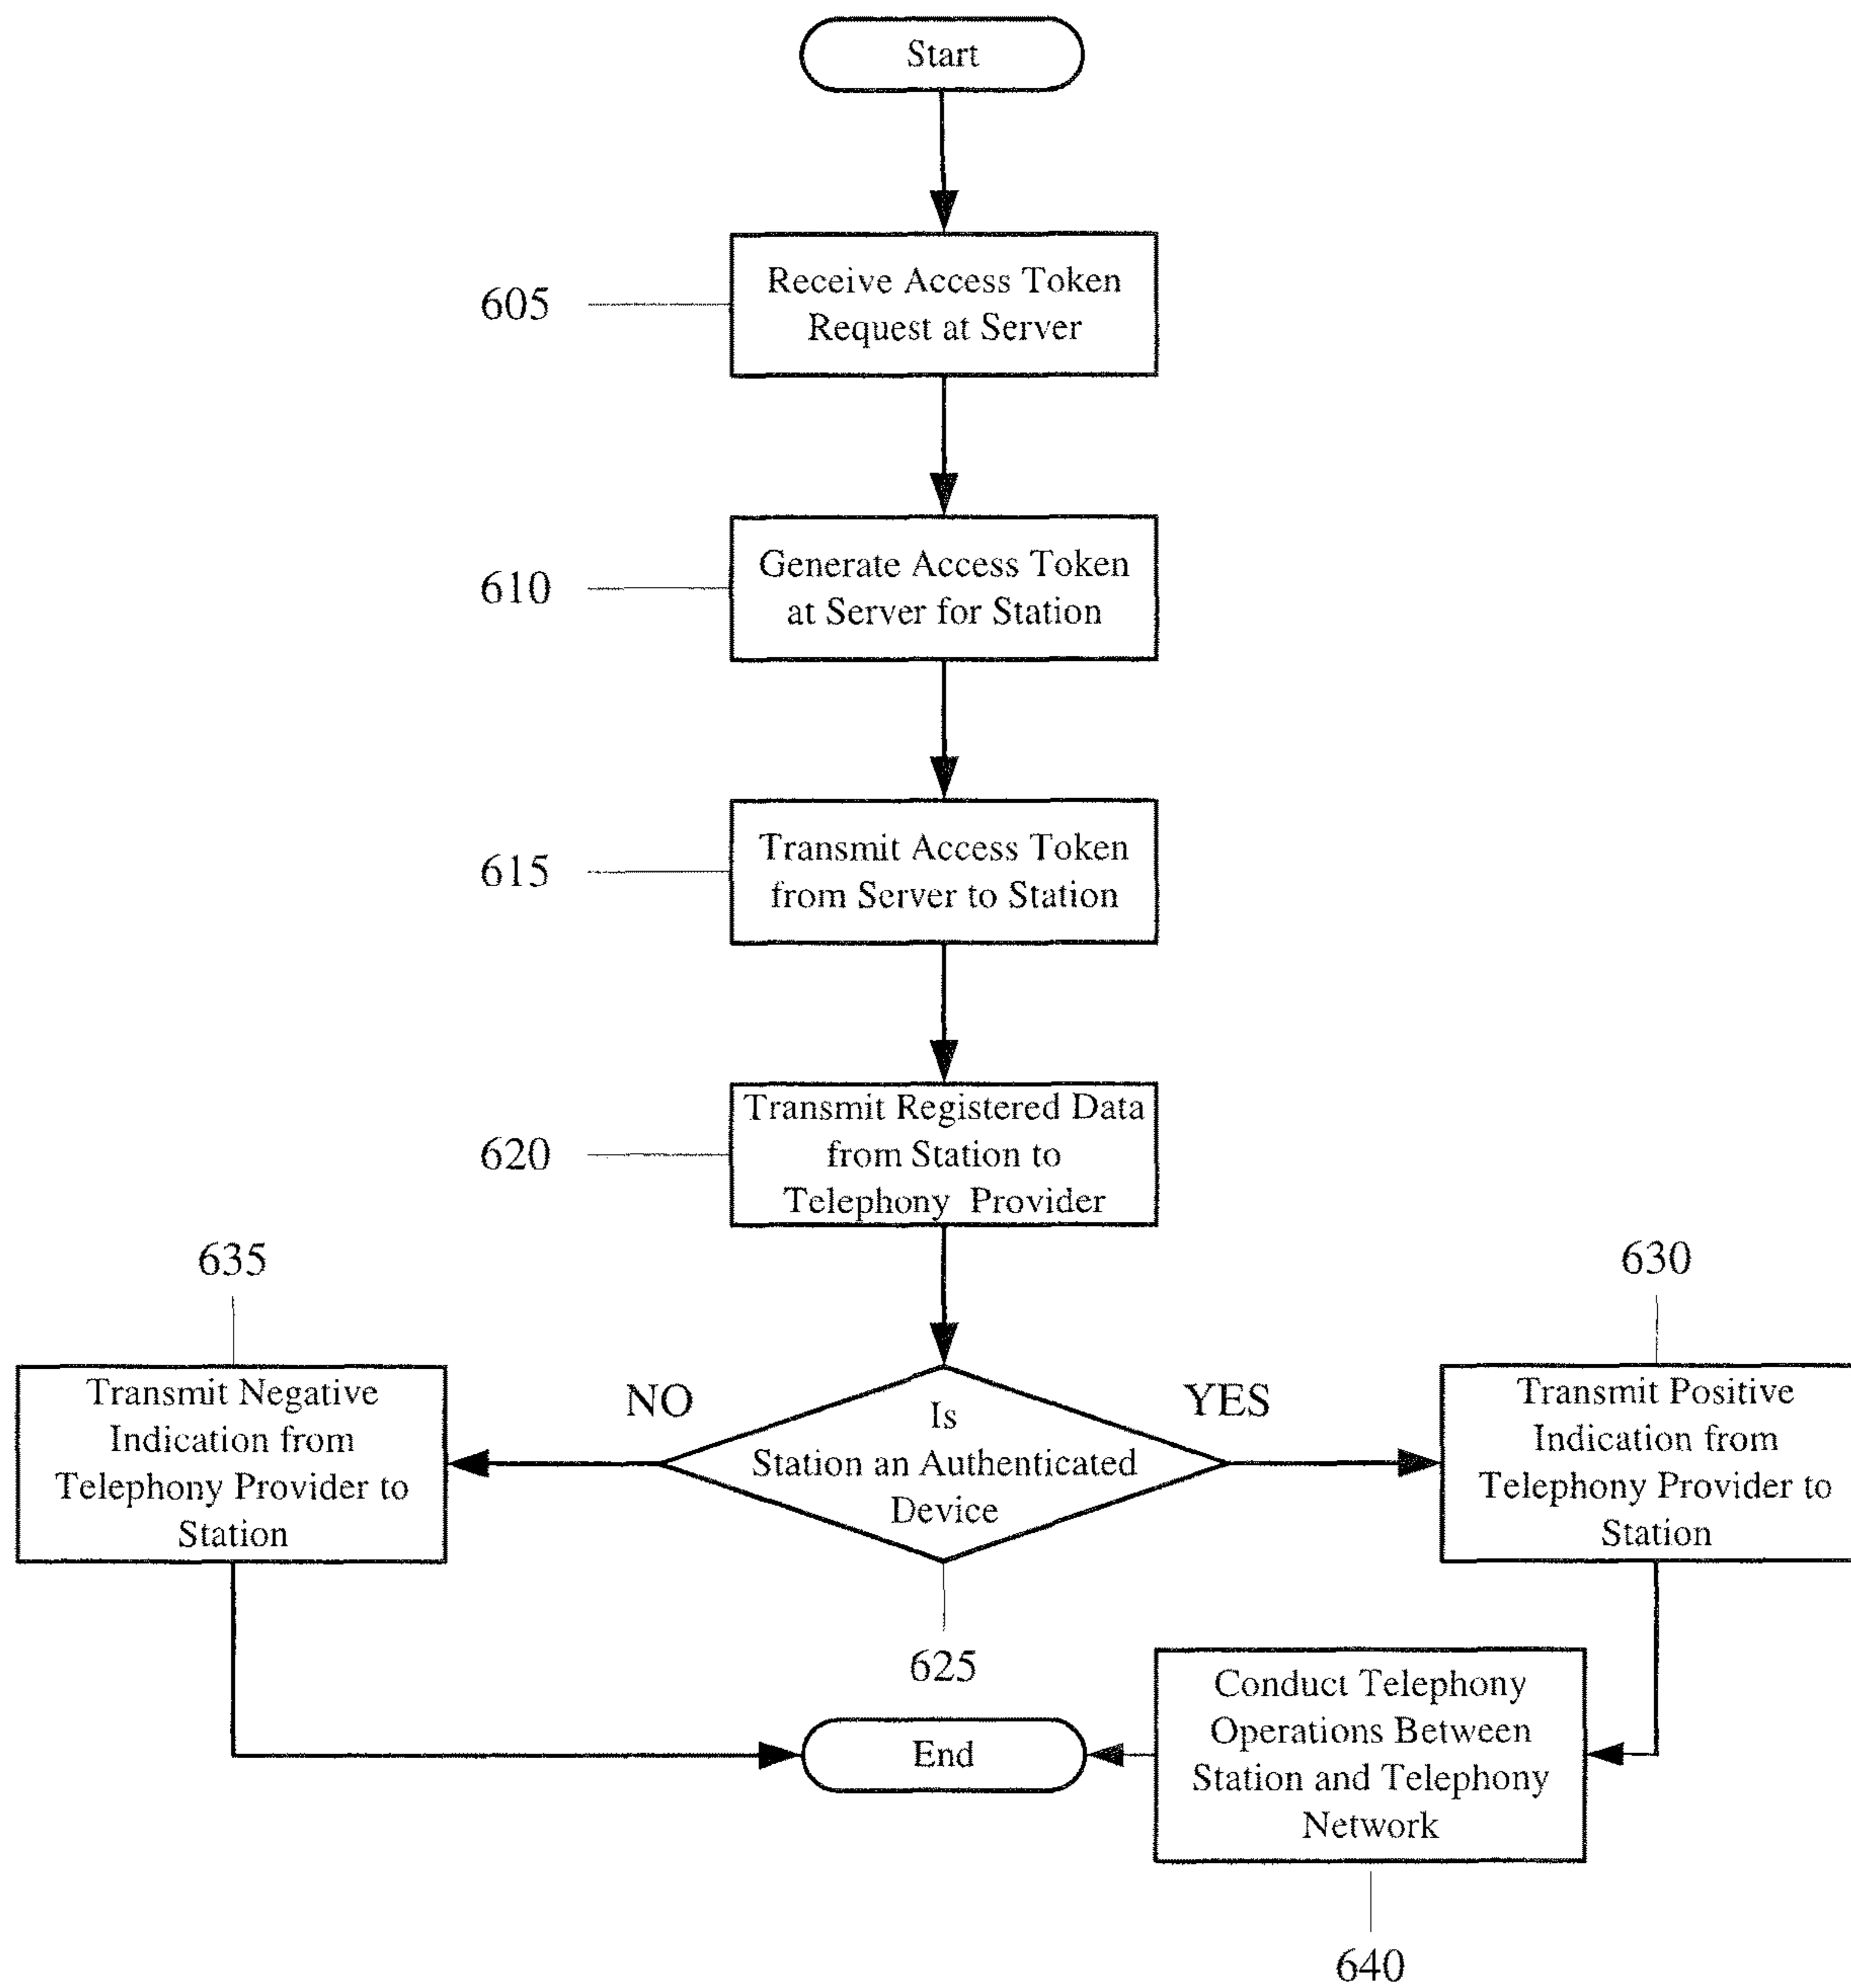 Start
605
Receive Access Token
Request at Server
610
Generate Access Token
at Server for Station
615
Transmit Access Token
from Server to Station
620
Transmit Registered Data
from Station to
Telephony Provider
635
630
Transmit Negative
Indication from
Telephony Provider to
Station
NO
Is
Station an Authenticated
Device
YES
Transmit Positive
Indication from
Telephony Provider to
Station
625
End
Conduct Telephony
Operations Between
Station and Telephony
Network
640